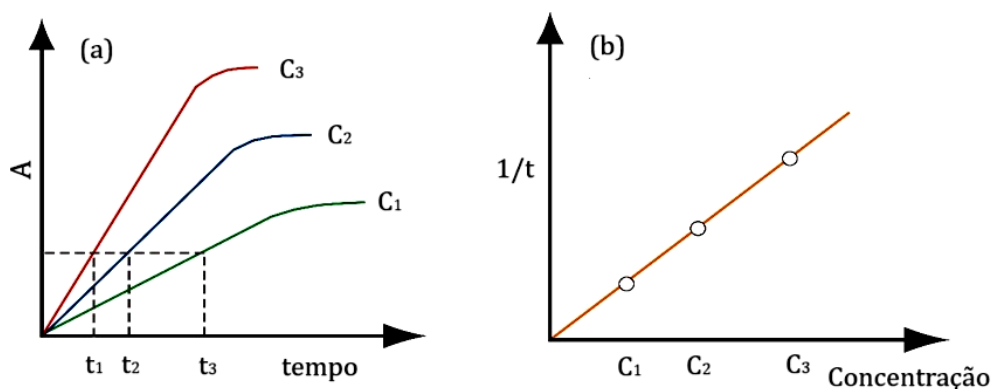 (a)
C₃
C₂
A
C₁
t₁ t₂ t₃ tempo
(b)
1/t
C₁ C₂ C₃
Concentração